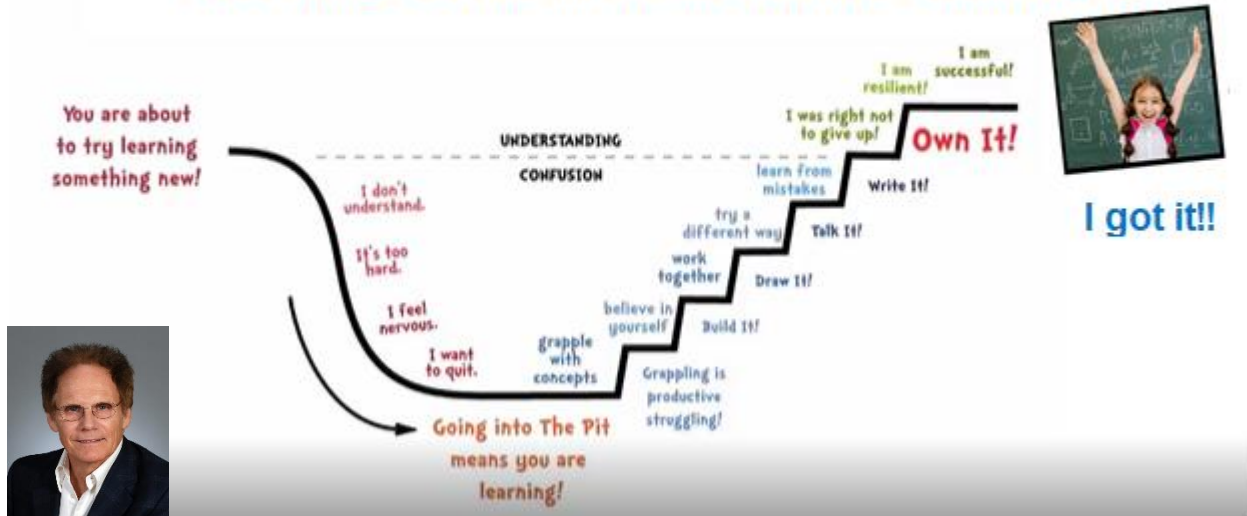 You are about
to try learning
something new!
UNDERSTANDING
CONFUSION
I don't
understand.
It's too
hard.
I feel
nervous.
I want
to quit.
Going into The Pit
means you are
learning!
grapple
with
concepts
Grappling is
productive
struggling!
believe in
yourself
Build It!
work
together
Draw It!
try a
different way
Talk It!
learn from
mistakes
Write It!
I was right not
to give up!
Own It!
I am
resilient!
I am
successful!
I got it!!